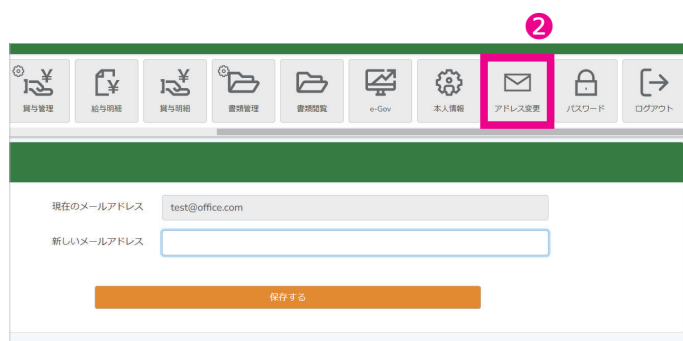 2
賞与管理 給与明細 賞与明細 書類管理 書類閲覧 e-Gov 本人情報 アドレス変更 パスワード ログアウト
現在のメールアドレス test@office.com
新しいメールアドレス
保存する